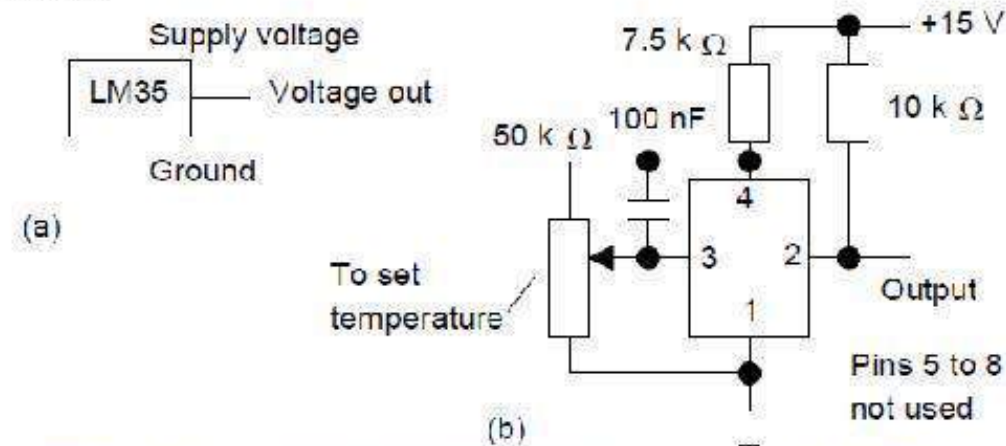 Supply voltage
LM35
Voltage out
Ground
(a)
+15 V
7.5 k Ω
10 k Ω
100 nF
50 k Ω
4
3
2
1
To set
temperature
Output
Pins 5 to 8
not used
(b)